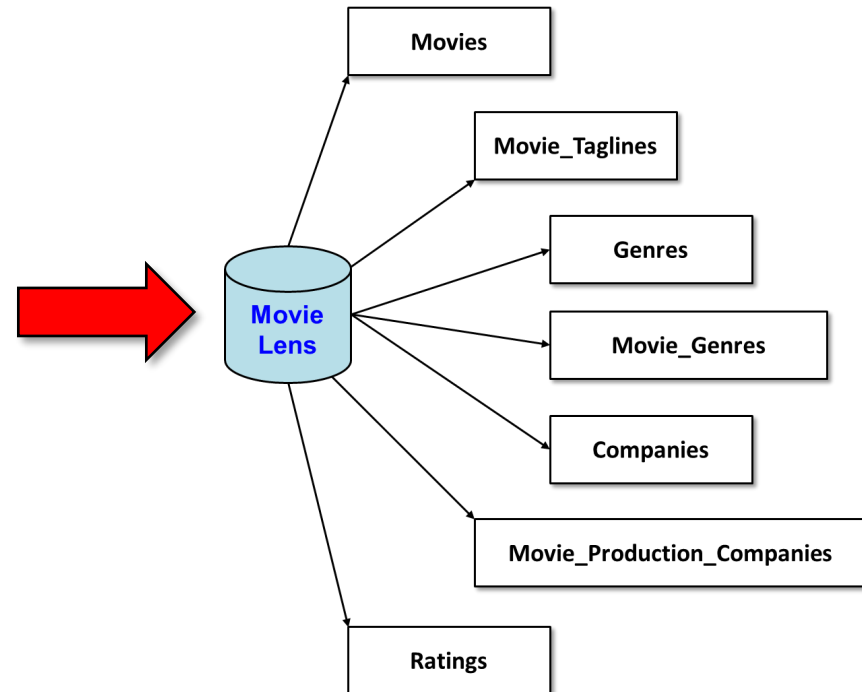 Movies
Movie_Taglines
Genres
Movie
Lens
Movie_Genres
Companies
Movie_Production_Companies
Ratings